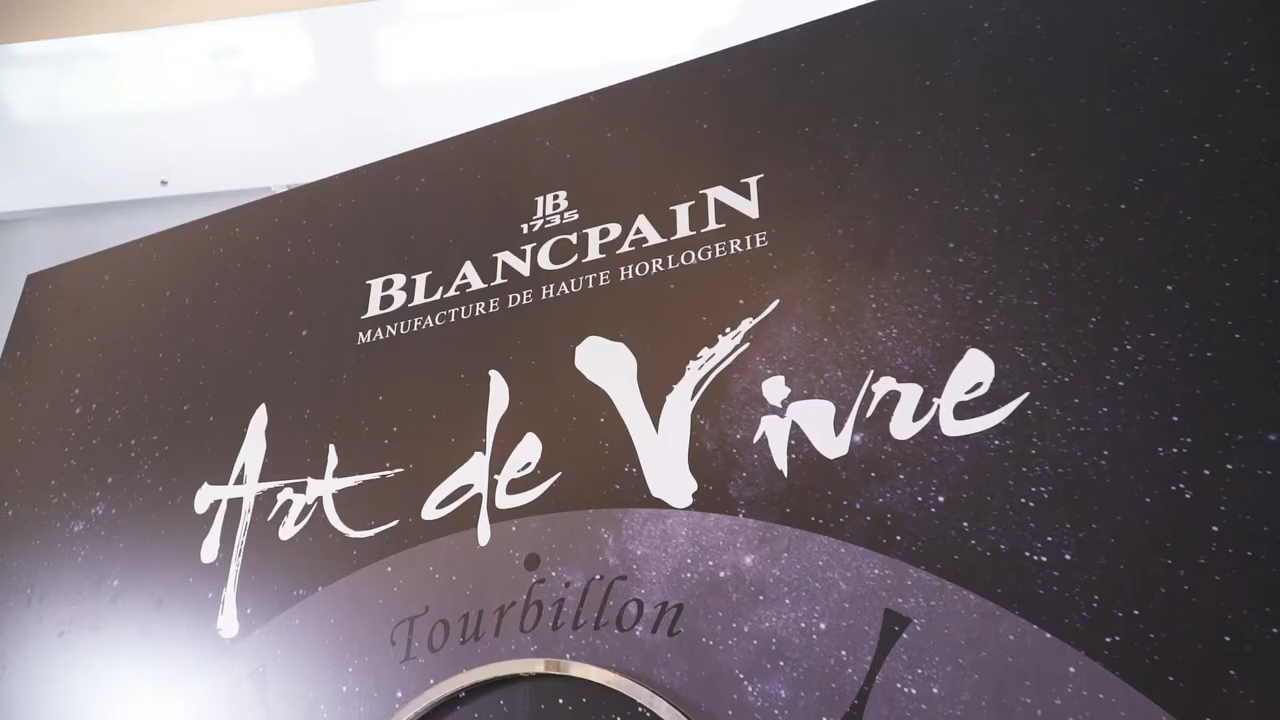 JB
1735
BLANCPAIN
MANUFACTURE DE HAUTE HORLOGERIE
Art de Vivre
Tourbillon